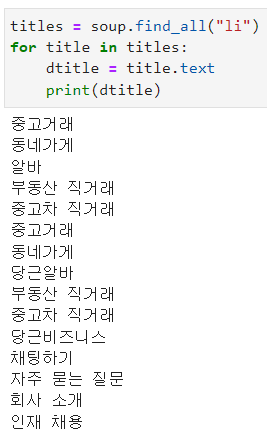 titles = soup.find_all("li")
for title in titles:
    dtitle = title.text
    print(dtitle)
중고거래
동네가게
알바
부동산 직거래
중고차 직거래
중고거래
동네가게
당근알바
부동산 직거래
중고차 직거래
당근비즈니스
채팅하기
자주 묻는 질문
회사 소개
인재 채용